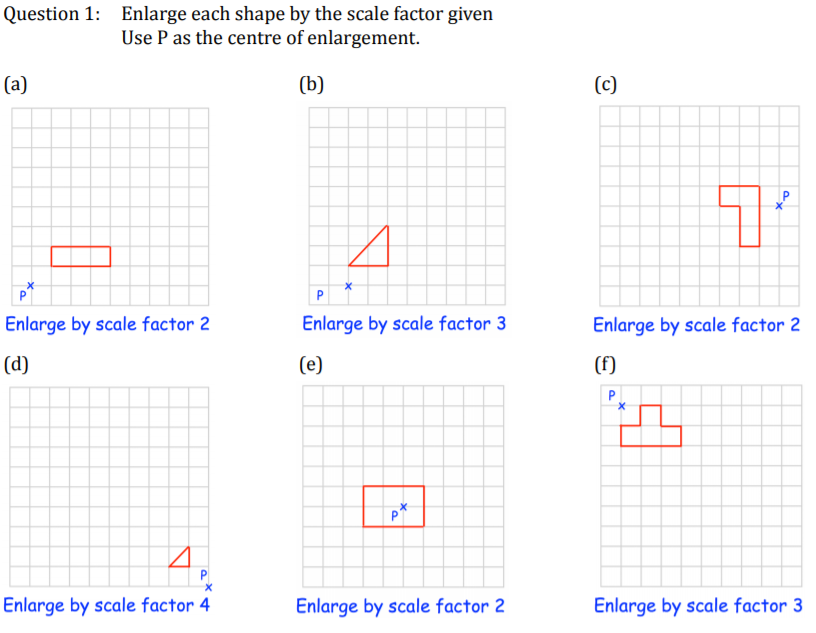 Question 1: Enlarge each shape by the scale factor given
Use P as the centre of enlargement.
(a) (b) (c)
P
x
P
x
P
x
Enlarge by scale factor 2
Enlarge by scale factor 3
Enlarge by scale factor 2
(d) (e) (f)
P
x
P
x
P
x
Enlarge by scale factor 4
Enlarge by scale factor 2
Enlarge by scale factor 3